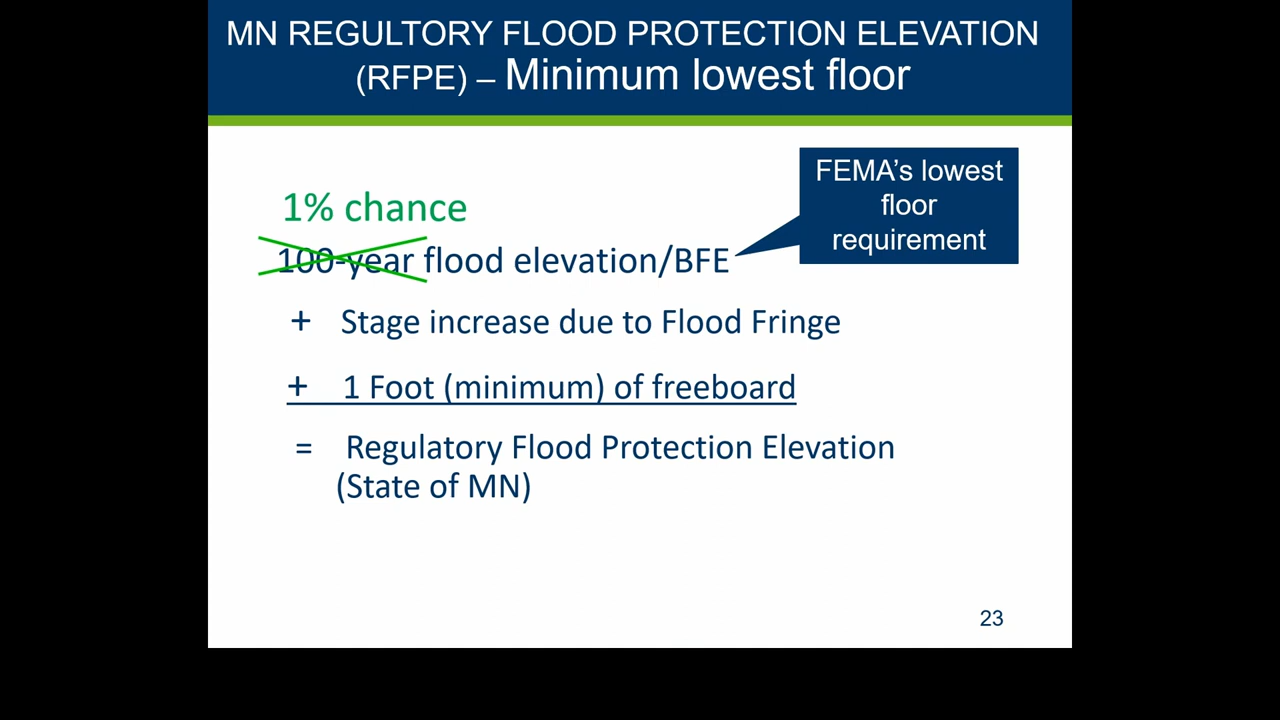 MN REGULTORY FLOOD PROTECTION ELEVATION
(RFPE) – Minimum lowest floor
FEMA's lowest
floor
requirement
1% chance
100-year flood elevation/BFE
+ Stage increase due to Flood Fringe
+ 1 Foot (minimum) of freeboard
= Regulatory Flood Protection Elevation
(State of MN)
23